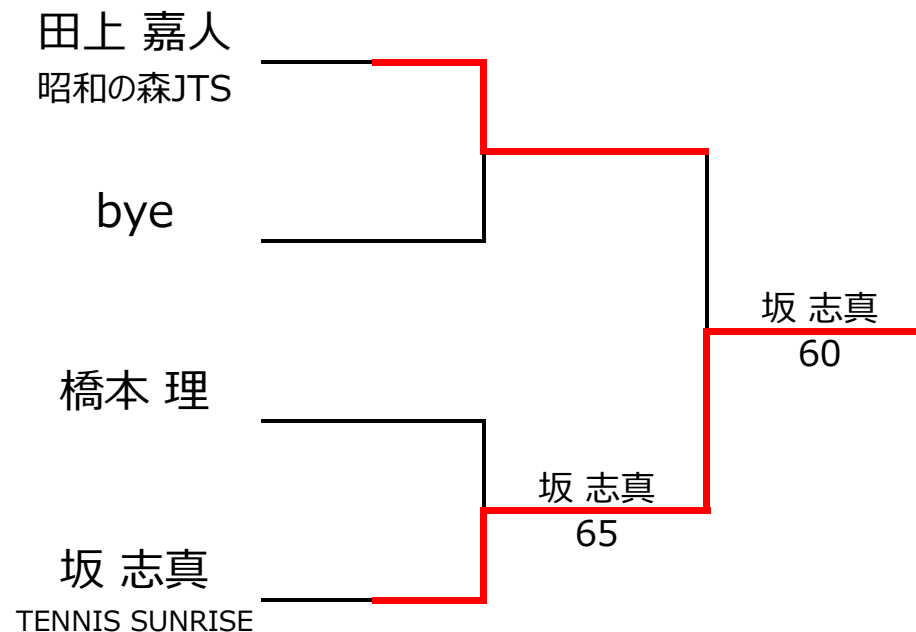 田上 嘉人
昭和の森JTS
bye
橋本 理
坂 志真
TENNIS SUNRISE
坂 志真
65
坂 志真
60